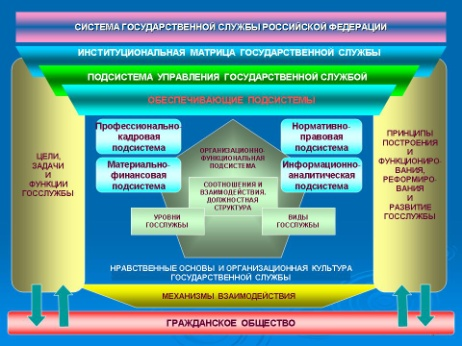 СИСТЕМА ГОСУДАРСТВЕННОЙ СЛУЖБЫ РОССИЙСКОЙ ФЕДЕРАЦИИ
ИНСТИТУЦИОНАЛЬНАЯ МАТРИЦА ГОСУДАРСТВЕННОЙ СЛУЖБЫ
ПОДСИСТЕМА УПРАВЛЕНИЯ ГОСУДАРСТВЕННОЙ СЛУЖБОЙ
ОБЕСПЕЧИВАЮЩИЕ ПОДСИСТЕМЫ
ЦЕЛИ,
ЗАДАЧИ
И
ФУНКЦИИ
ГОССЛУЖБЫ
Профессионально-
кадровая
подсистема
Материально-
финансовая
подсистема
ОРГАНИЗАЦИОННО-
ФУНКЦИОНАЛЬНАЯ
ПОДСИСТЕМА
СООТНОШЕНИЯ И
ВЗАИМОДЕЙСТВИЯ.
ДОЛЖНОСТНАЯ
СТРУКТУРА
УРОВНИ
ГОССЛУЖБЫ
ВИДЫ
ГОССЛУЖБЫ
Нормативно-
правовая
подсистема
Информационно-
аналитическая
подсистема
ПРИНЦИПЫ
ПОСТРОЕНИЯ
И
ФУНКЦИОНИРО-
ВАНИЯ,
РЕФОРМИРО-
ВАНИЯ
И
РАЗВИТИЕ
ГОССЛУЖБЫ
НРАВСТВЕННЫЕ ОСНОВЫ И ОРГАНИЗАЦИОННАЯ КУЛЬТУРА
ГОСУДАРСТВЕННОЙ СЛУЖБЫ
МЕХАНИЗМЫ ВЗАИМОДЕЙСТВИЯ
ГРАЖДАНСКОЕ ОБЩЕСТВО